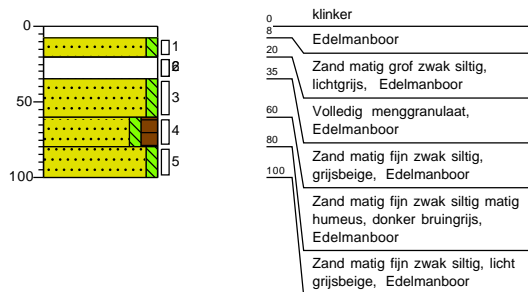 0
50
100
1
2
3
4
5
0
klinker
8
Edelmanboor
20
Zand matig grof zwak siltig,
lichtgrijs, Edelmanboor
35
Volledig menggranulaat,
Edelmanboor
60
Zand matig fijn zwak siltig,
grijsbeige, Edelmanboor
80
Zand matig fijn zwak siltig matig
humeus, donker bruingrijs,
Edelmanboor
100
Zand matig fijn zwak siltig, licht
grijsbeige, Edelmanboor